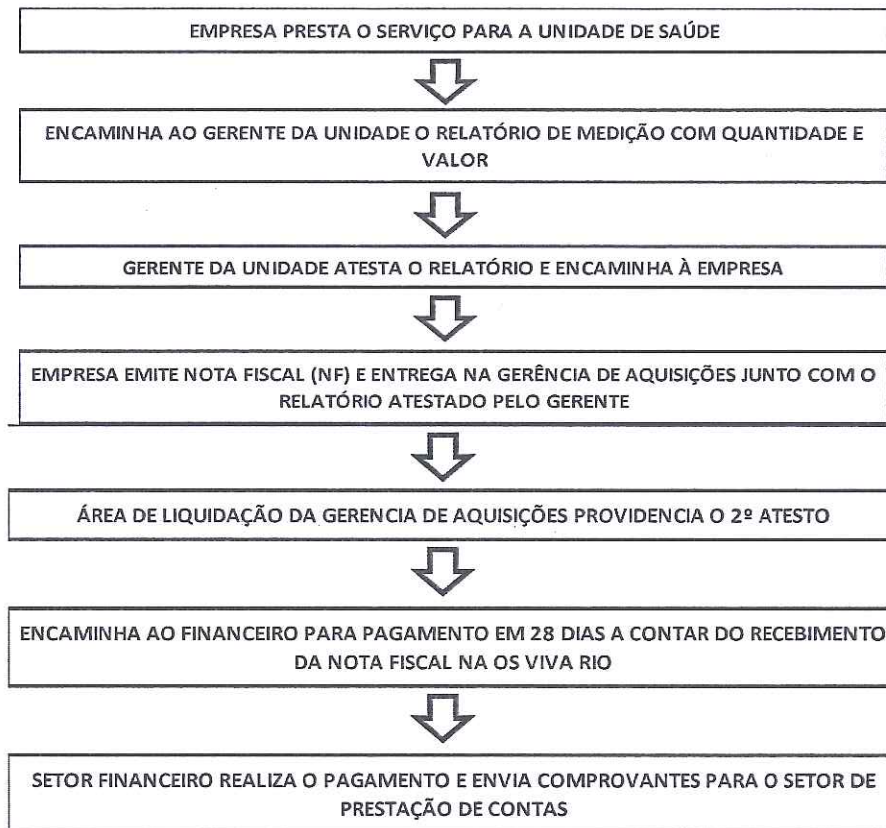 EMPRESA PRESTA O SERVIÇO PARA A UNIDADE DE SAÚDE
ENCAMINHA AO GERENTE DA UNIDADE O RELATÓRIO DE MEDIÇÃO COM QUANTIDADE E
VALOR
GERENTE DA UNIDADE ATESTA O RELATÓRIO E ENCAMINHA À EMPRESA
EMPRESA EMITE NOTA FISCAL (NF) E ENTREGA NA GERÊNCIA DE AQUISIÇÕES JUNTO COM O
RELATÓRIO ATESTADO PELO GERENTE
ÁREA DE LIQUIDAÇÃO DA GERENCIA DE AQUISIÇÕES PROVIDENCIA O 2º ATESTO
ENCAMINHA AO FINANCEIRO PARA PAGAMENTO EM 28 DIAS A CONTAR DO RECEBIMENTO
DA NOTA FISCAL NA OS VIVA RIO
SETOR FINANCEIRO REALIZA O PAGAMENTO E ENVIA COMPROVANTES PARA O SETOR DE
PRESTAÇÃO DE CONTAS